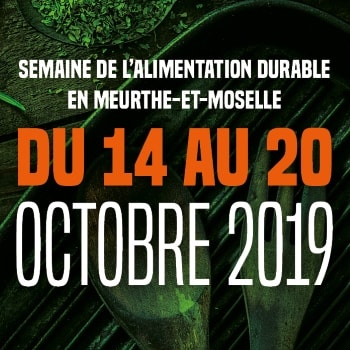 SEMAINE DE L'ALIMENTATION DURABLE
EN MEURTHE-ET-MOSELLE
DU 14 AU 20
OCTOBRE 2019